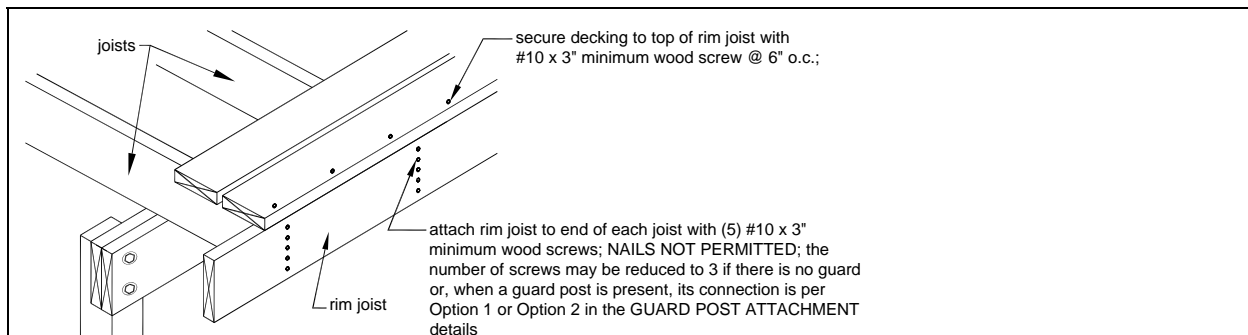 joists
secure decking to top of rim joist with
#10 x 3" minimum wood screw @ 6" o.c.;
attach rim joist to end of each joist with (5) #10 x 3"
minimum wood screws; NAILS NOT PERMITTED; the
number of screws may be reduced to 3 if there is no guard
or, when a guard post is present, its connection is per
Option 1 or Option 2 in the GUARD POST ATTACHMENT
details
rim joist